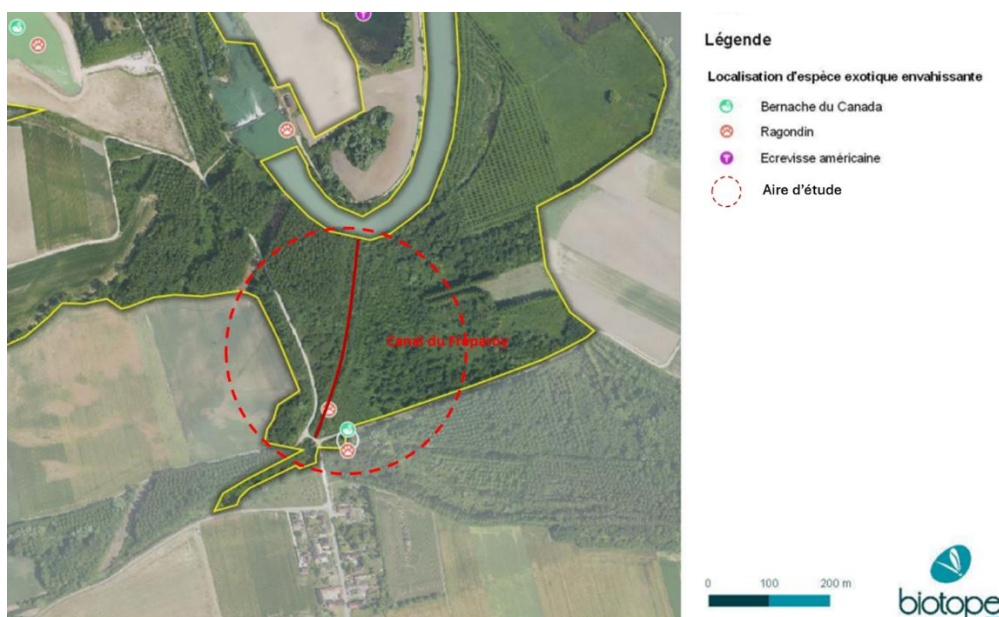 Légende
Localisation d'espèce exotique envahissante
Bernache du Canada
Ragondin
Ecrevisse américaine
Aire d'étude
Canal du Fréparoy
0 100 200 m
biotope